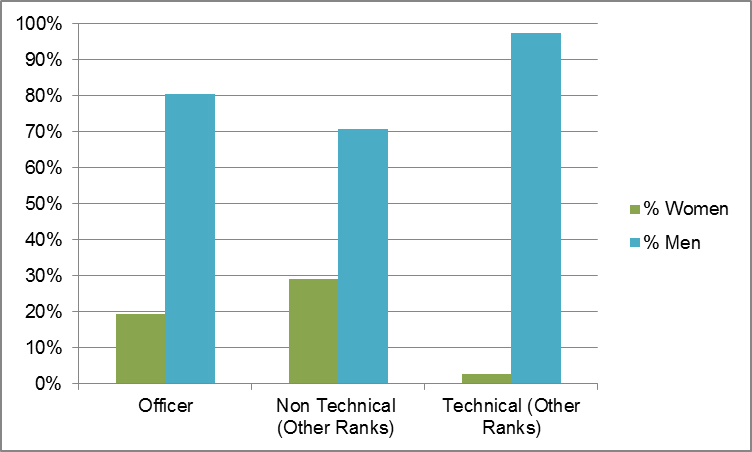 100%
90%
80%
70%
60%
50%
40%
30%
20%
10%
0%
Officer
Non Technical
(Other Ranks)
Technical (Other
Ranks)
% Women
% Men